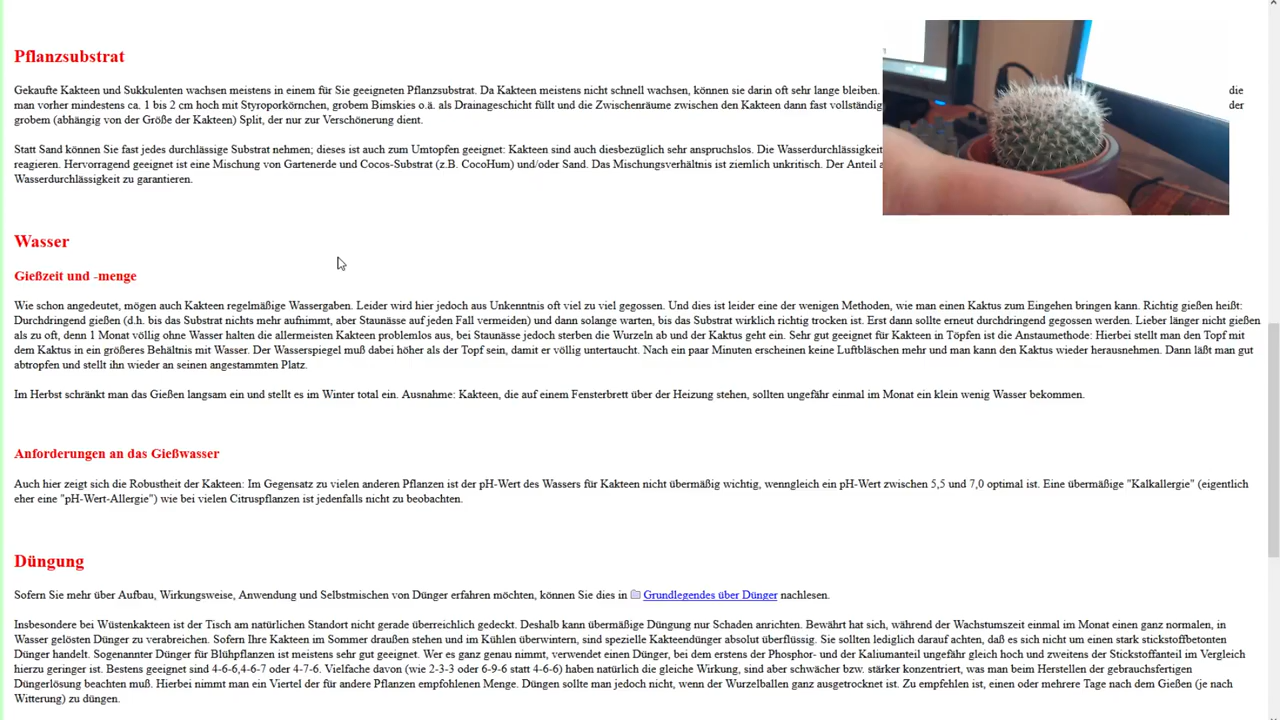 Pflanzsubstrat
Gekaufte Kakteen und Sukkulenten wachsen meistens in einem für Sie geeigneten Pflanzsubstrat. Da Kakteen meistens nicht schnell wachsen, können sie darin oft sehr lange bleiben. die
man vorher mindestens ca. 1 bis 2 cm hoch mit Styroporkörnchen, grobem Bimskies o.ä. als Drainageschicht füllt und die Zwischenräume zwischen den Kakteen dann fast vollständig der
grobem (abhängig von der Größe der Kakteen) Split, der nur zur Verschönerung dient.
Statt Sand können Sie fast jedes durchlässige Substrat nehmen; dieses ist auch zum Umtopfen geeignet: Kakteen sind auch diesbezüglich sehr anspruchslos. Die Wasserdurchlässigkeit
reagieren. Hervorragend geeignet ist eine Mischung von Gartenerde und Cocos-Substrat (z.B. CocoHum) und/oder Sand. Das Mischungsverhältnis ist ziemlich unkritisch. Der Anteil
Wasserdurchlässigkeit zu garantieren.
Wasser
Gießzeit und -menge
Wie schon angedeutet, mögen auch Kakteen regelmäßige Wassergaben. Leider wird hier jedoch aus Unkenntnis oft viel zu viel gegossen. Und dies ist leider eine der wenigen Methoden, wie man einen Kaktus zum Eingehen bringen kann. Richtig gießen heißt:
Durchdringend gießen (d.h. bis das Substrat nichts mehr aufnimmt, aber Staunässe auf jeden Fall vermeiden) und dann solange warten, bis das Substrat wirklich richtig trocken ist. Erst dann sollte erneut durchdringend gegossen werden. Lieber länger nicht gießen
als zu oft, denn 1 Monat völlig ohne Wasser halten die allermeisten Kakteen problemlos aus, bei Staunässe jedoch sterben die Wurzeln ab und der Kaktus geht ein. Sehr gut geeignet für Kakteen in Töpfen ist die Anstaumethode: Hierbei stellt man den Topf mit
dem Kaktus in ein größeres Behältnis mit Wasser. Der Wasserspiegel muß dabei höher als der Topf sein, damit er völlig untertaucht. Nach ein paar Minuten erscheinen keine Luftbläschen mehr und man kann den Kaktus wieder herausnehmen. Dann läßt man gut
abtropfen und stellt ihn wieder an seinen angestammten Platz.
Im Herbst schränkt man das Gießen langsam ein und stellt es im Winter total ein. Ausnahme: Kakteen, die auf einem Fensterbrett über der Heizung stehen, sollten ungefähr einmal im Monat ein klein wenig Wasser bekommen.
Anforderungen an das Gießwasser
Auch hier zeigt sich die Robustheit der Kakteen: Im Gegensatz zu vielen anderen Pflanzen ist der pH-Wert des Wassers für Kakteen nicht übermäßig wichtig, wenngleich ein pH-Wert zwischen 5,5 und 7,0 optimal ist. Eine übermäßige "Kalkallergie" (eigentlich
eher eine "pH-Wert-Allergie") wie bei vielen Citruspflanzen ist jedenfalls nicht zu beobachten.
Düngung
Sofern Sie mehr über Aufbau, Wirkungsweise, Anwendung und Selbstmischen von Dünger erfahren möchten, können Sie dies in Grundlegendes über Dünger nachlesen.
Insbesondere bei Wüstenkakteen ist der Tisch am natürlichen Standort nicht gerade überreichlich gedeckt. Deshalb kann übermäßige Düngung nur Schaden anrichten. Bewährt hat sich, während der Wachstumszeit einmal im Monat einen ganz normalen, in
Wasser gelösten Dünger zu verabreichen. Sofern Ihre Kakteen im Sommer draußen stehen und im Kühlen überwintern, sind spezielle Kakteendünger absolut überflüssig. Sie sollten lediglich darauf achten, daß es sich nicht um einen stark stickstoffbetonten
Dünger handelt. Sogenannter Dünger für Blühpflanzen ist meistens sehr gut geeignet. Wer es ganz genau nimmt, verwendet einen Dünger, bei dem erstens der Phosphor- und der Kaliumanteil ungefähr gleich hoch und zweitens der Stickstoffanteil im Vergleich
hierzu geringer ist. Bestens geeignet sind 4-6-6,4-6-7 oder 4-7-6. Vielfache davon (wie 2-3-3 oder 6-9-6 statt 4-6-6) haben natürlich die gleiche Wirkung, sind aber schwächer bzw. stärker konzentriert, was man beim Herstellen der gebrauchsfertigen
Düngerlösung beachten muß. Hierbei nimmt man ein Viertel der für andere Pflanzen empfohlenen Menge. Düngen sollte man jedoch nicht, wenn der Wurzelballen ganz ausgetrocknet ist. Zu empfehlen ist, einen oder mehrere Tage nach dem Gießen (je nach
Witterung) zu düngen.